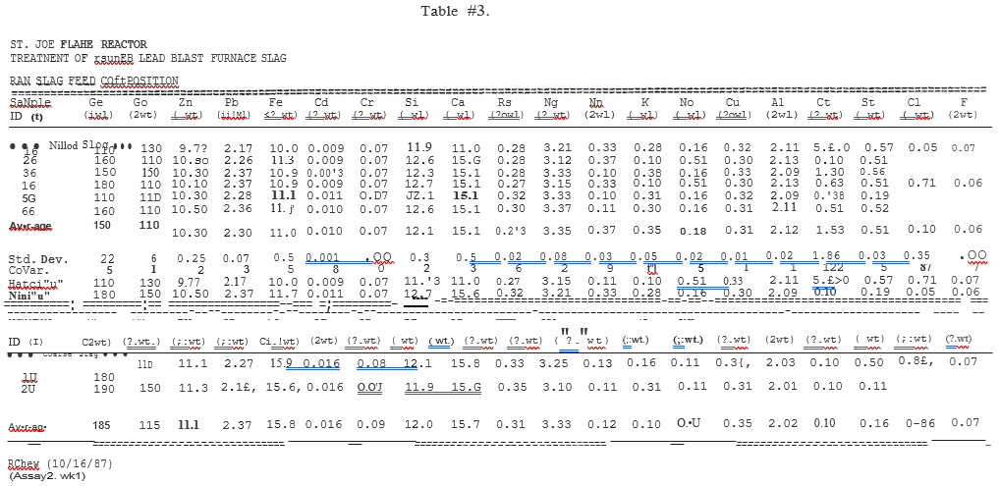 Table #3.
ST. JOE FLAHE REACTOR
TREATNENT OF rsunEB LEAD BLAST FURNACE SLAG
RAN SLAG FEED COftPOSITION
SaNple Ge Go Zn Pb Fe Cd Cr Si Ca Rs Ng Nn K No Cu Al Ct St Cl F
ID (t) (iwl) (2wt) (_wt) (ii!Ml) <?_wt) (?_wt) (?_wt) (_wl) (_wl) (?owl) (?_wt) (2wl) (_wl) (_wl) (?owl) (2wl) (?_wt) (_wt) (_wl) (2wt)
• • • Nillod Slog •••
16 110 130 9.7? 2.17 10.0 0.009 0.07 11.9 11.0 0.28 3.21 0.33 0.28 0.16 0.32 2.11 5.£.0 0.57 0.05 0.07
26 160 110 10.so 2.26 11.3 0.009 0.07 12.6 15.G 0.28 3.12 0.37 0.10 0.51 0.30 2.13 0.10 0.51
36 150 150 10.30 2.37 10.9 0.00'3 0.07 12.3 15.1 0.28 3.33 0.10 0.38 0.16 0.33 2.09 1.30 0.56
16 180 110 10.10 2.37 10.9 0.009 0.07 12.7 15.1 0.27 3.15 0.33 0.10 0.51 0.30 2.13 0.63 0.51 0.71 0.06
5G 110 11D 10.30 2.28 11.1 0.011 0.D7 JZ.1 15.1 0.32 3.33 0.10 0.31 0.16 0.32 2.09 0.'38 0.19
66 160 110 10.50 2.36 11.j' 0.010 0.07 12.6 15.1 0.30 3.37 0.31 0.30 0.16 0.31 2.11 0.51 0.52
Av•r-age 150 110 10.30 2.30 11.0 0.010 0.07 12.1 15.1 0.2'3 3.35 0.37 0.35 0.18 0.31 2.12 1.53 0.51 0.10 0.06
Std. Dev. 22 6 0.25 0.07 0.5 0.001 .OO 0.3 0.5 0.02 0.08 0.03 0.05 0.02 0.01 0.02 1.86 0.03 0.35 .OO
CoVar. 5 1 2 3 5 8 0 2 3 6 2 9 5 1 1 122 5 8/ 7
Hatci"u" 110 130 9.77 2.17 10.0 0.009 0.07 11.'3 11.0 0.27 3.15 0.11 0.10 0.51 0.33 2.11 5.£>0 0.57 0.71 0.07
Nini"n" 180 150 10.50 2.37 11.7 0.011 0.07 12.7 15.6 0.32 3.21 0.33 0.28 0.16 0.30 2.09 0.10 0.19 0.05 0.06
ID (I) C2wt) (?.wt.) (;:wt) (;:wt) Ci.!wt) (2wt) (?.wt) (wt) (wt.) (?.wt) (?.wt) ("?."wt) (;:wt.) (;:wt.) (?.wt) (2wt) (?.wt) (wt) (;:wt) (?.wt)
• • • Coarse Slag • • •
1U 180 11D 11.1 2.27 15.9 0.016 0.08 12.1 15.8 0.33 3.25 0.13 0.16 0.11 0.3{, 2.03 0.10 0.50 0.8£, 0.07
2U 190 150 11.3 2.1£, 15.6, 0.016 O.O'J 11.9 15.G 0.35 3.10 0.11 0.31 0.11 0.31 2.01 0.10 0.11
Av•r-ag• 185 115 11.1 2.37 15.8 0.016 0.09 12.0 15.7 0.31 3.33 0.12 0.10 O.•U 0.35 2.02 0.10 0.16 0-86 0.07
RChew (10/16/87)
(Assay2. wk1)